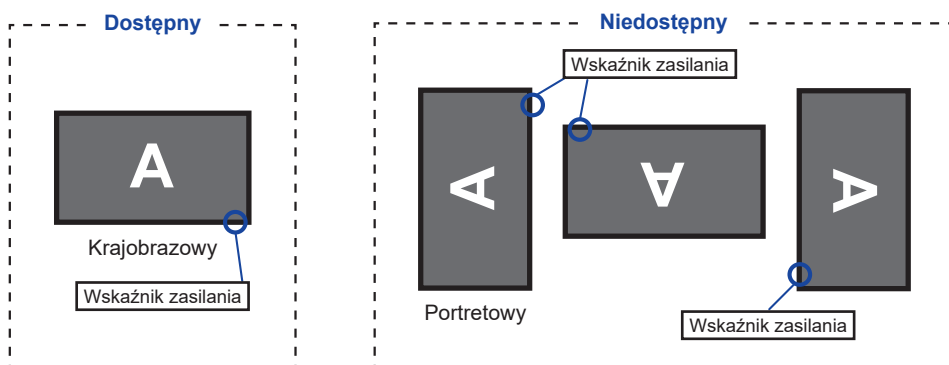 Dostępny
A
Krajobrazowy
Wskaźnik zasilania
Niedostępny
Wskaźnik zasilania
A
A
A
Portretowy
Wskaźnik zasilania